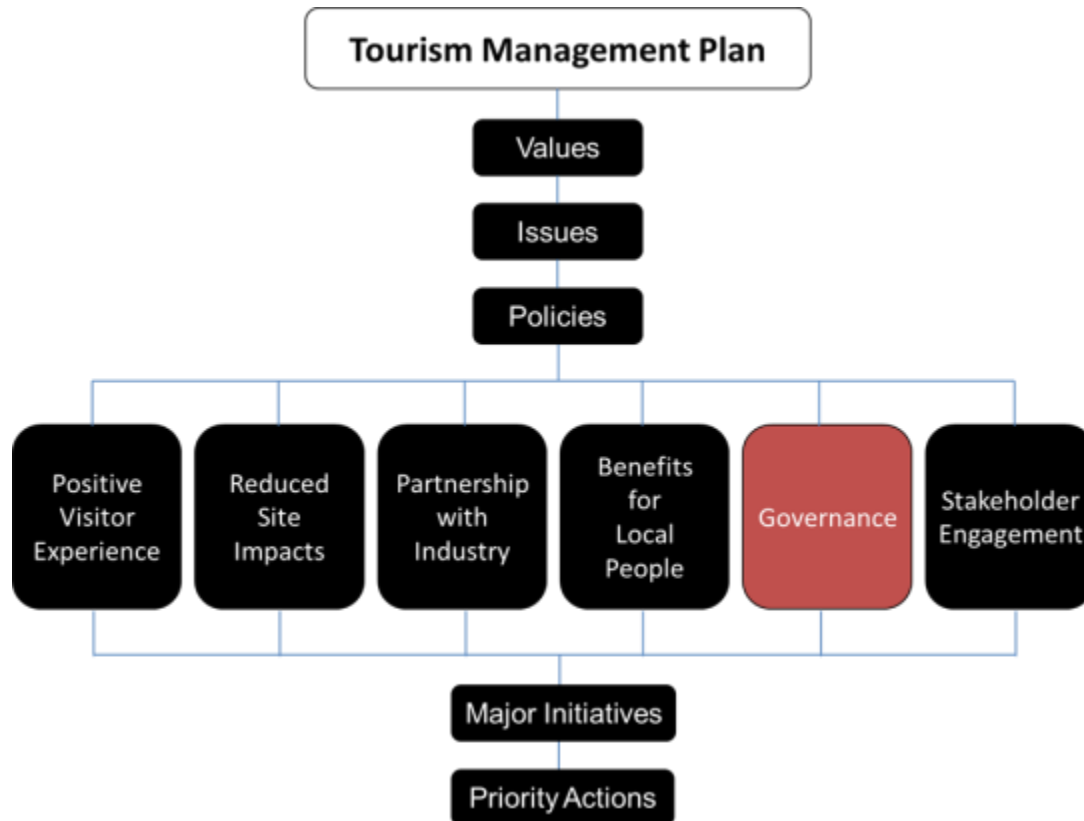 Tourism Management Plan
Values
Issues
Policies
Positive
Visitor
Experience
Reduced
Site
Impacts
Partnership
with
Industry
Benefits
for
Local
People
Governance
Stakeholder
Engagement
Major Initiatives
Priority Actions